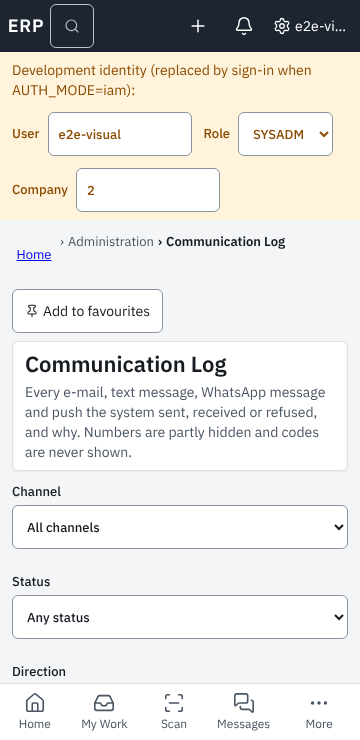 ERP
e2e-vi...
Development identity (replaced by sign-in when
AUTH_MODE=iam):
User e2e-visual Role SYSADM
Company 2
Home › Administration › Communication Log
Add to favourites
Communication Log
Every e-mail, text message, WhatsApp message
and push the system sent, received or refused,
and why. Numbers are partly hidden and codes
are never shown.
Channel
All channels
Status
Any status
Direction
Home My Work Scan Messages More